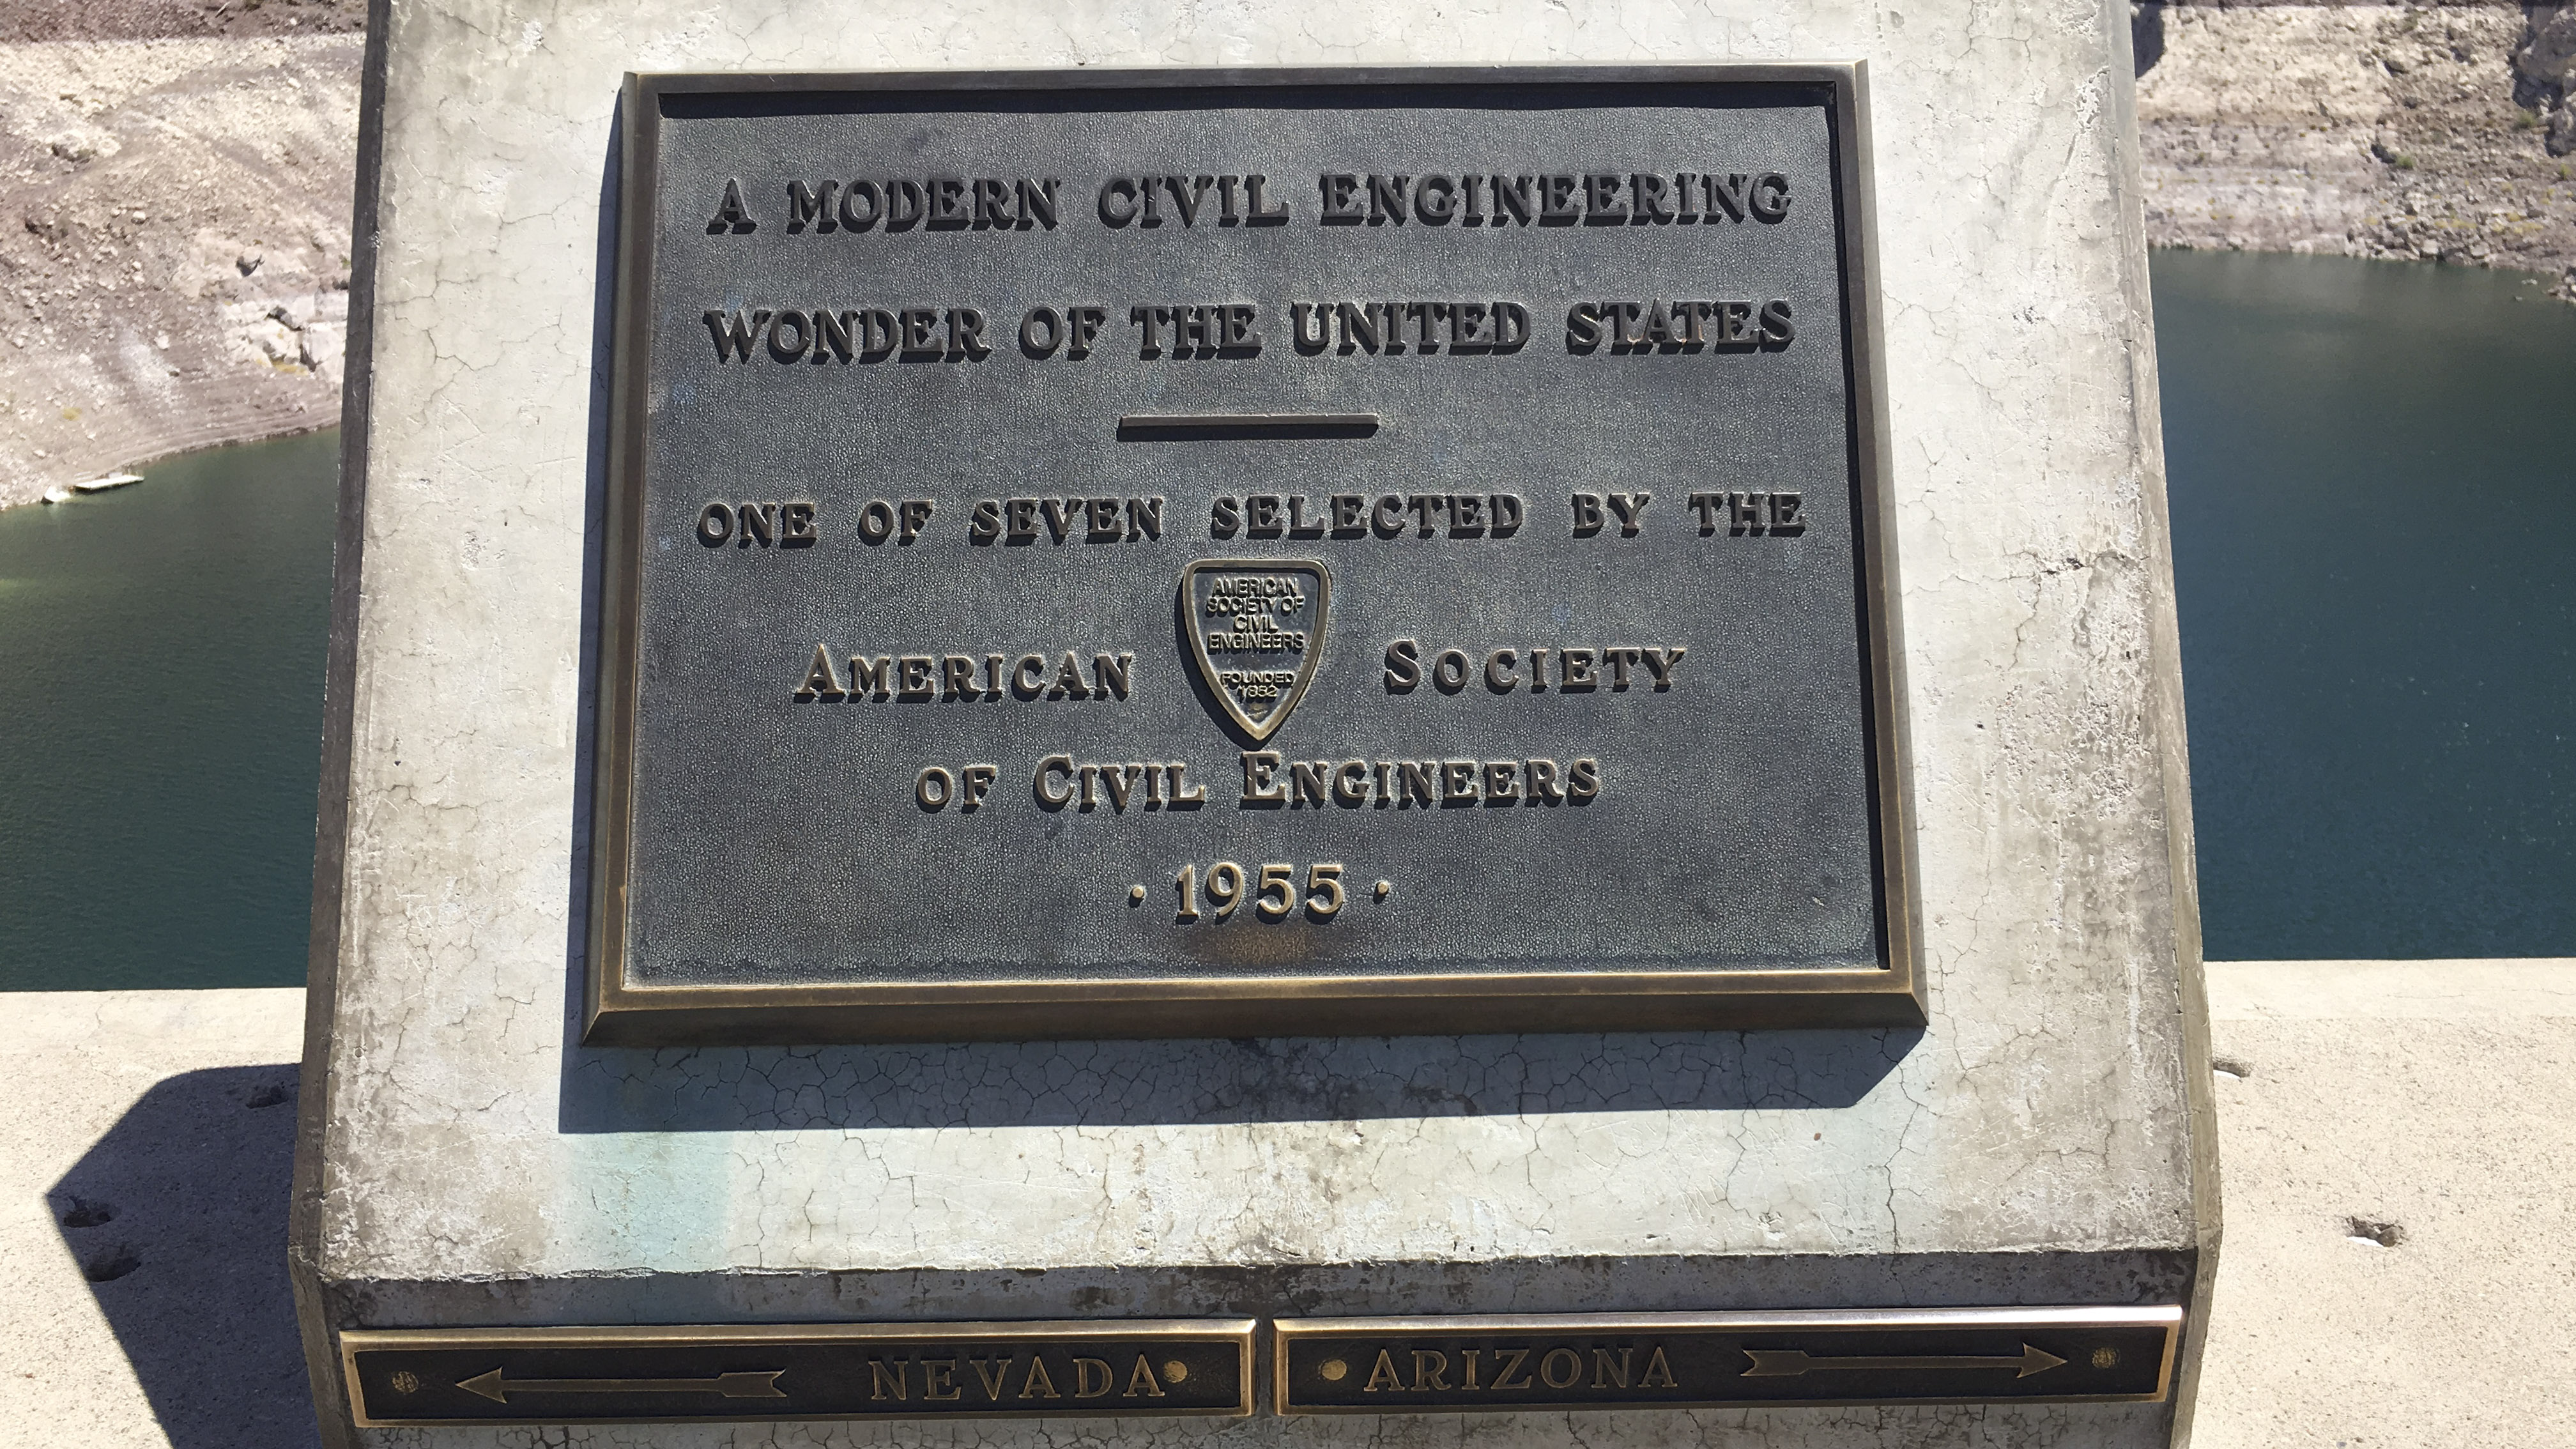 A MODERN CIVIL ENGINEERING
WONDER OF THE UNITED STATES
ONE OF SEVEN SELECTED BY THE
AMERICAN
SOCIETY OF
CIVIL
ENGINEERS
FOUNDED
1852
AMERICAN SOCIETY
OF CIVIL ENGINEERS
· 1955 ·
NEVADA
ARIZONA